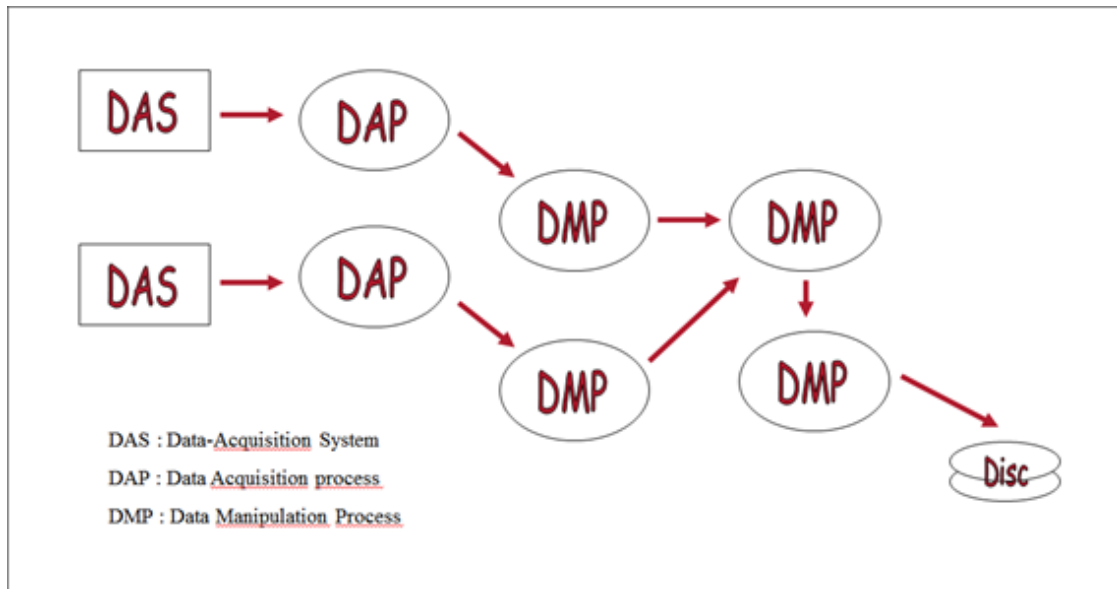 DAS
DAP
DMP
DMP
DAS
DAP
DMP
DMP
Disc
DAS : Data-Acquisition System
DAP : Data Acquisition process
DMP : Data Manipulation Process